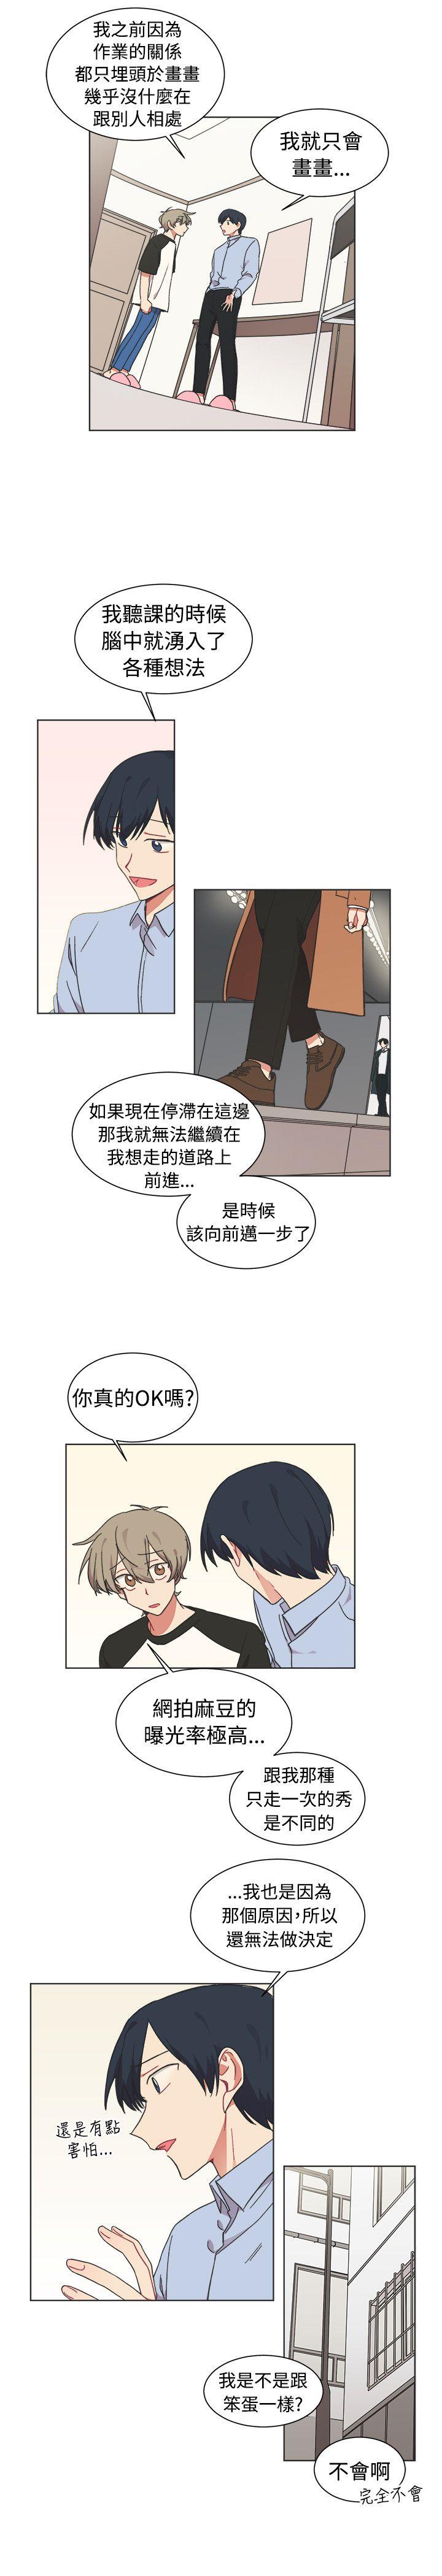 我之前因為
作業的關係
都只埋頭於畫畫
幾乎沒什麼在
跟別人相處
我就只會
畫畫...
我聽課的時候
腦中就湧入了
各種想法
如果現在停滯在這邊
那我就無法繼續在
我想走的道路上
前進...
是時候
該向前邁一步了
你真的OK嗎?
網拍麻豆的
曝光率極高...
跟我那種
只走一次的秀
是不同的
...我也是因為
那個原因,所以
還無法做決定
還是有點
害怕...
我是不是跟
笨蛋一樣?
不會啊
完全不會